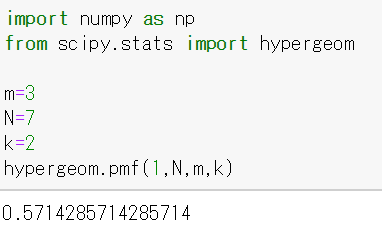 import numpy as np
from scipy.stats import hypergeom
m=3
N=7
k=2
hypergeom.pmf(1,N,m,k)
0.5714285714285714